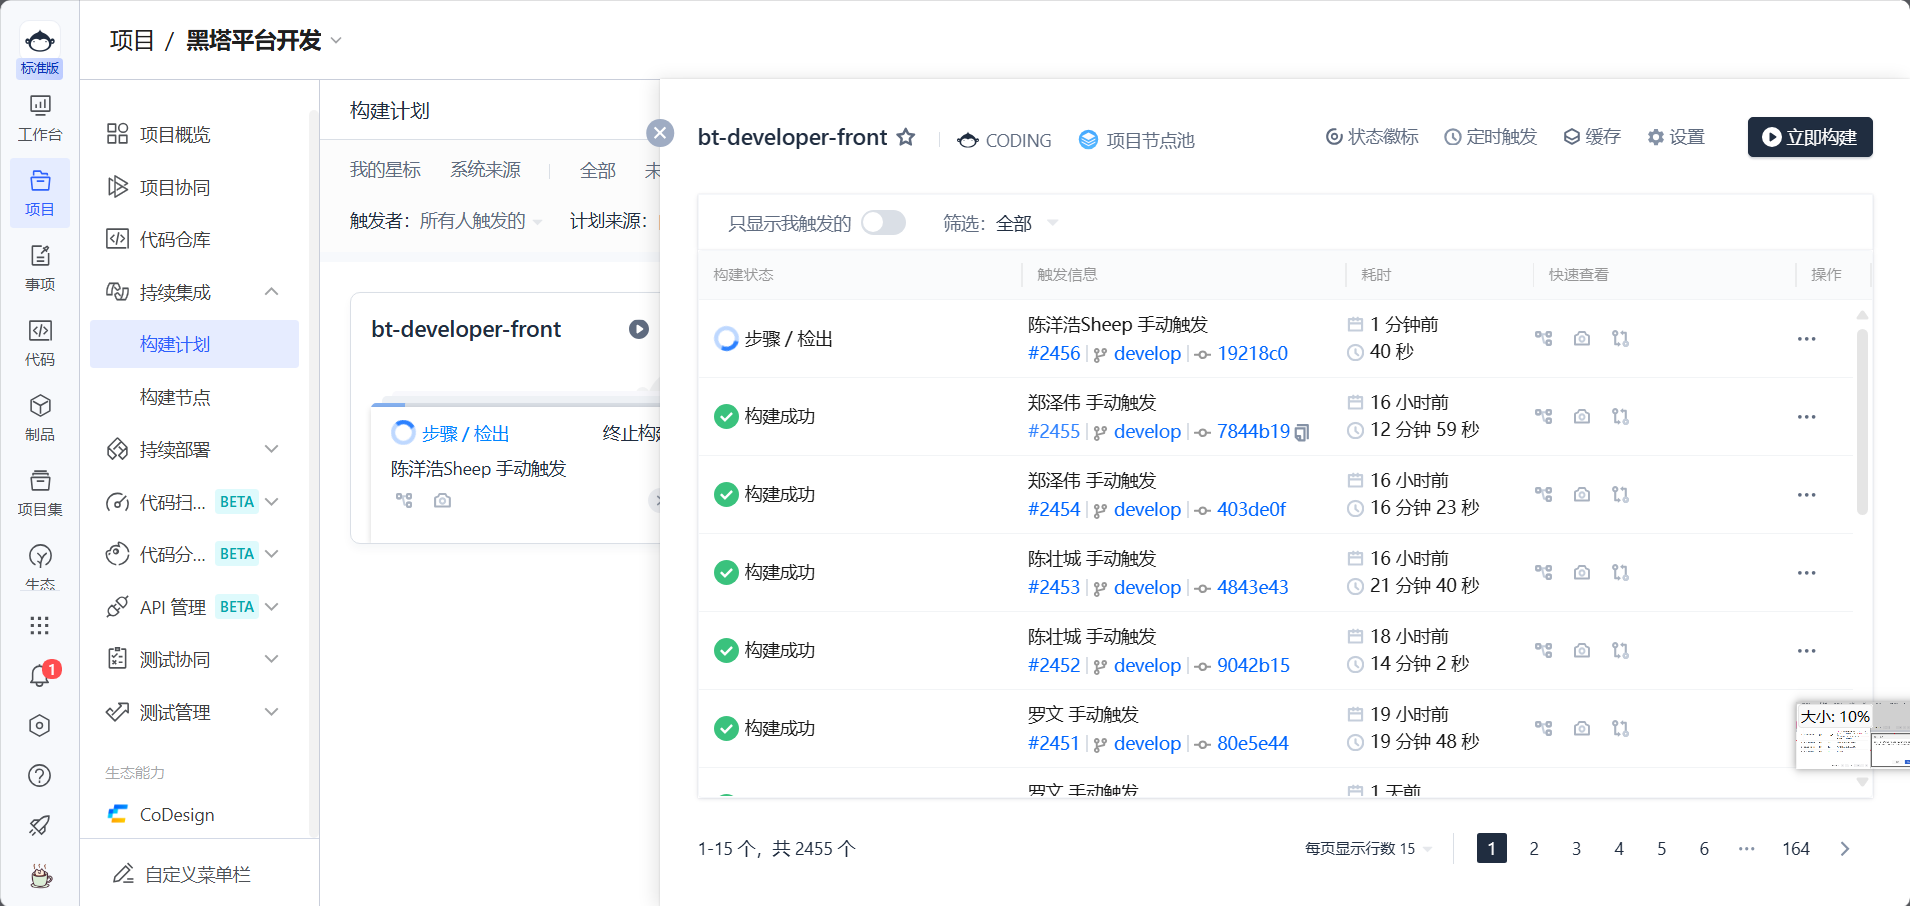 标准版
工作台
项目
事项
代码
制品
项目集
生态
1
项目 / 黑塔平台开发
项目概览
项目协同
代码仓库
持续集成
构建计划
构建节点
持续部署
代码扫... BETA
代码分... BETA
API 管理 BETA
测试协同
测试管理
生态能力
CoDesign
自定义菜单栏
构建计划
我的星标 系统来源 全部
触发者: 所有人触发的 计划来源:
bt-developer-front
步骤 / 检出 终止构
陈洋浩Sheep 手动触发
bt-developer-front CODING 项目节点池 状态徽标 定时触发 缓存 设置 立即构建
只显示我触发的 筛选: 全部
构建状态 触发信息 耗时 快速查看 操作
步骤 / 检出 陈洋浩Sheep 手动触发 1 分钟前
#2456 develop 19218c0 40 秒
构建成功 郑泽伟 手动触发 16 小时前
#2455 develop 7844b19 12 分钟 59 秒
构建成功 郑泽伟 手动触发 16 小时前
#2454 develop 403de0f 16 分钟 23 秒
构建成功 陈壮城 手动触发 16 小时前
#2453 develop 4843e43 21 分钟 40 秒
构建成功 陈壮城 手动触发 18 小时前
#2452 develop 9042b15 14 分钟 2 秒
构建成功 罗文 手动触发 19 小时前
#2451 develop 80e5e44 19 分钟 48 秒
罗文 手动触发 1 天前
大小: 10%
1-15 个，共 2455 个 每页显示行数 15 1 2 3 4 5 6 ••• 164